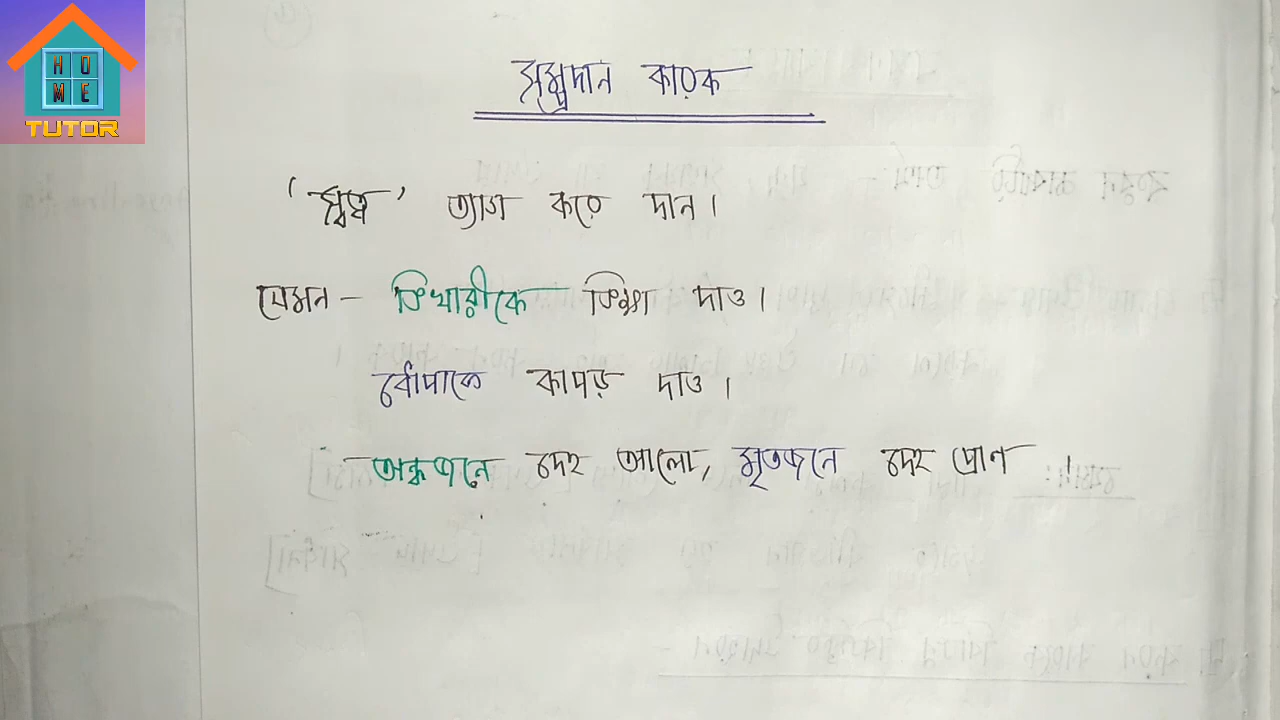 HOME
TUTOR
সম্প্রদান কারক
'স্বত্ব' ত্যাগ করে দান।
যেমন - ভিখারীকে ভিক্ষা দাও।
ধোপাকে কাপড় দাও।
অন্ধজনে দেহ আলো, মৃতজনে দেহ প্রাণ।